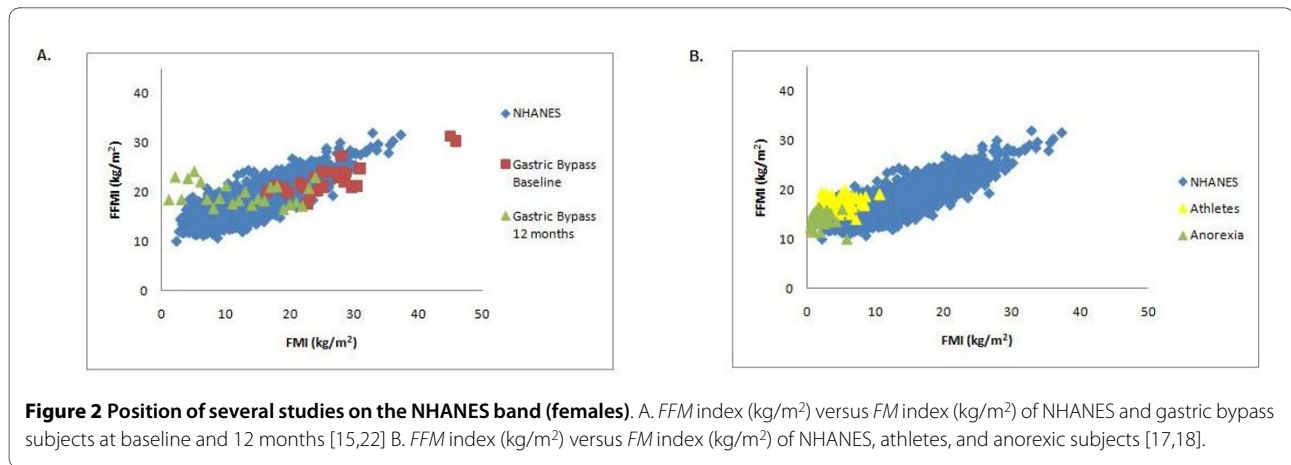 A.
40
30
20
10
0
FFMI (kg/m²)
0 10 20 30 40 50
FMI (kg/m²)
NHANES
Gastric Bypass
Baseline
Gastric Bypass
12 months
B.
40
30
20
10
0
FFMI (kg/m²)
0 10 20 30 40 50
FMI (kg/m²)
NHANES
Athletes
Anorexia
Figure 2 Position of several studies on the NHANES band (females). A. FFM index (kg/m²) versus FM index (kg/m²) of NHANES and gastric bypass
subjects at baseline and 12 months [15,22] B. FFM index (kg/m²) versus FM index (kg/m²) of NHANES, athletes, and anorexic subjects [17,18].